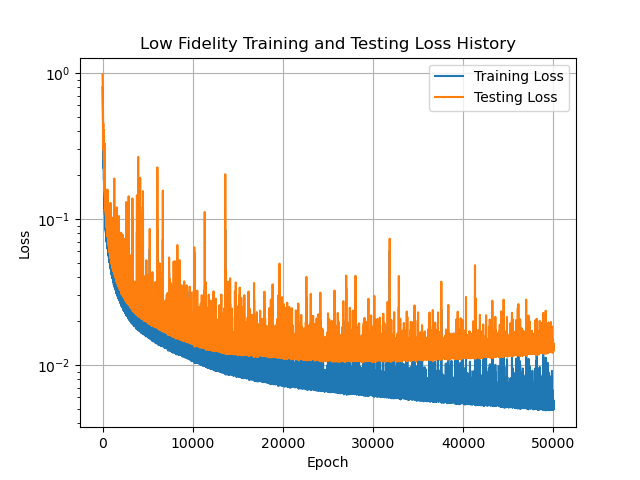 Low Fidelity Training and Testing Loss History
Training Loss
Testing Loss
10⁰
10⁻¹
10⁻²
Loss
0 10000 20000 30000 40000 50000
Epoch